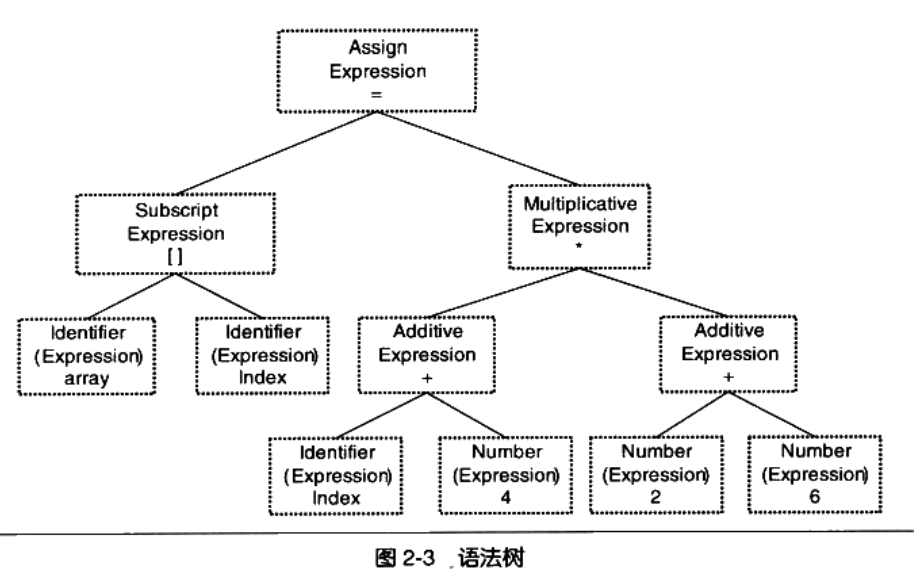 Assign
Expression
=
Subscript
Expression
[ ]
Multiplicative
Expression
*
Identifier
(Expression)
array
Identifier
(Expression)
Index
Additive
Expression
+
Additive
Expression
+
Identifier
(Expression)
Index
Number
(Expression)
4
Number
(Expression)
2
Number
(Expression)
6
图 2-3 语法树